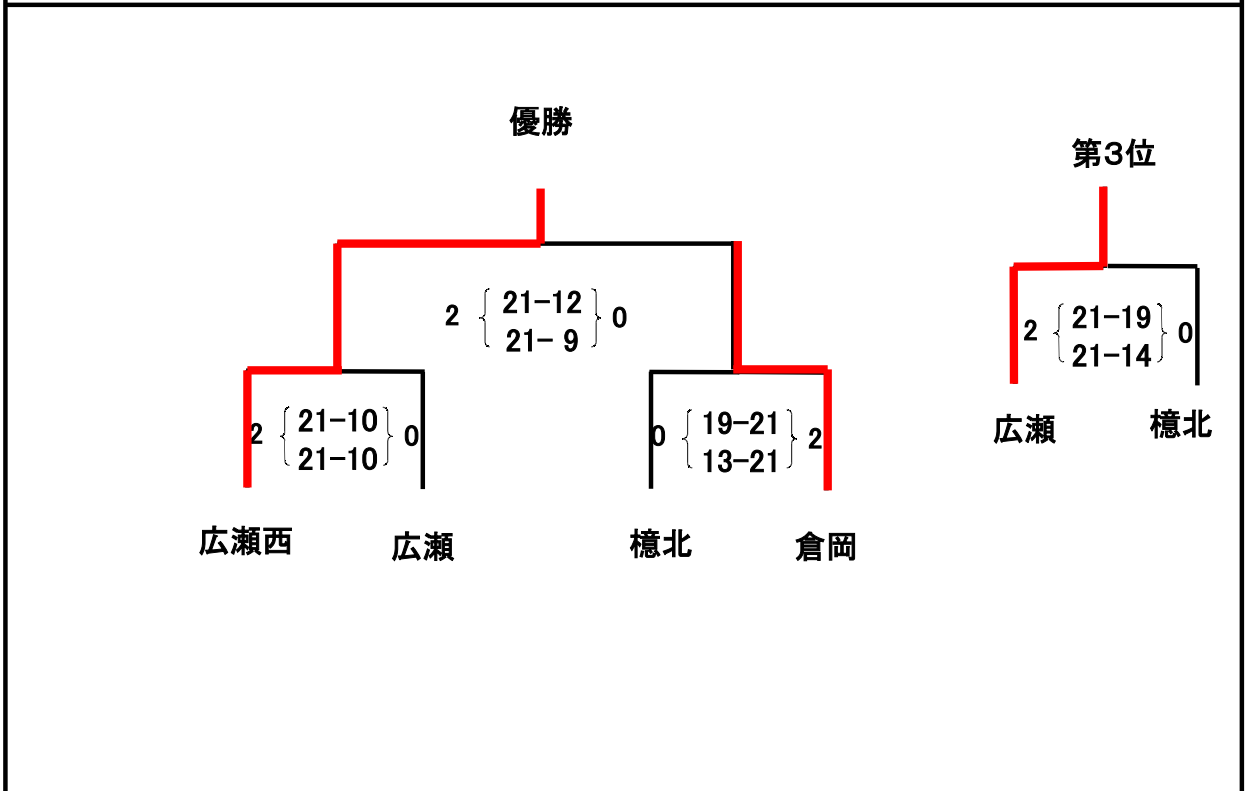 優勝
第3位
2 { 21-12 } 0
21- 9
2 { 21-19 } 0
21-14
2 { 21-10 } 0
21-10
0 { 19-21 } 2
13-21
広瀬西
広瀬
檍北
倉岡
広瀬
檍北